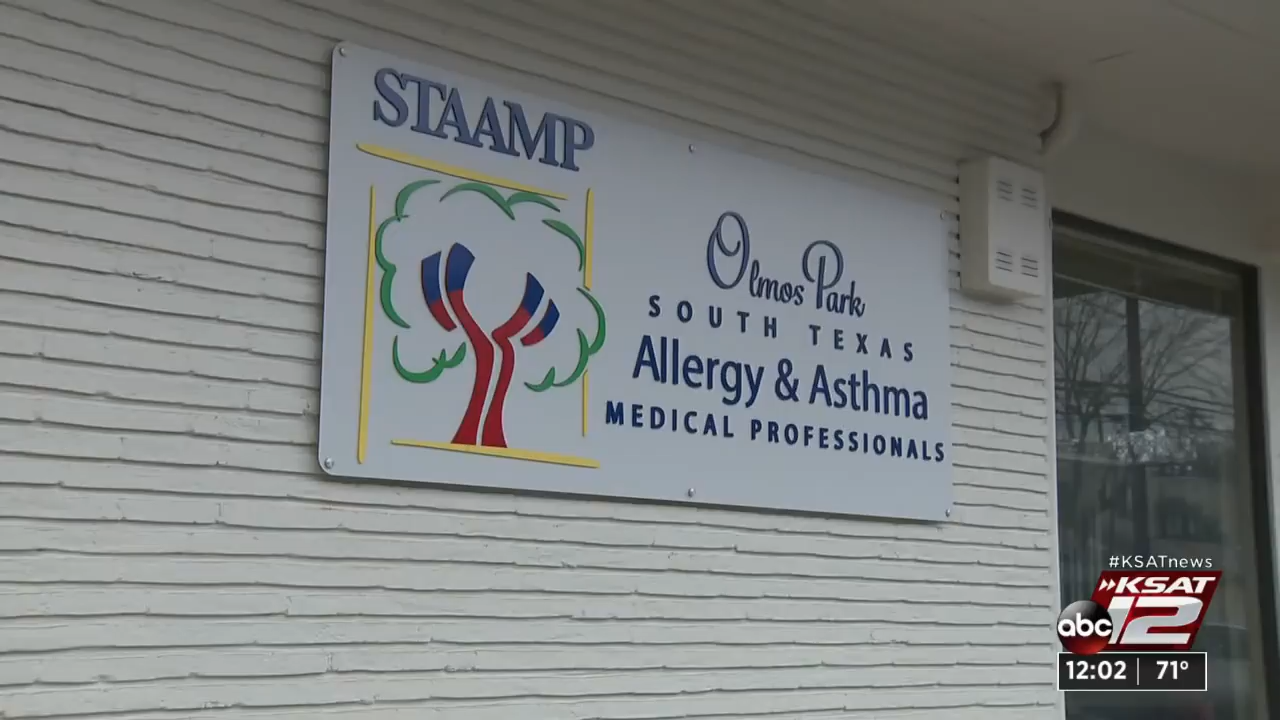 STAAMP
Olmos Park
SOUTH TEXAS
Allergy & Asthma
MEDICAL PROFESSIONALS
#KSATnews
KSAT
abc 12
12:02 71°